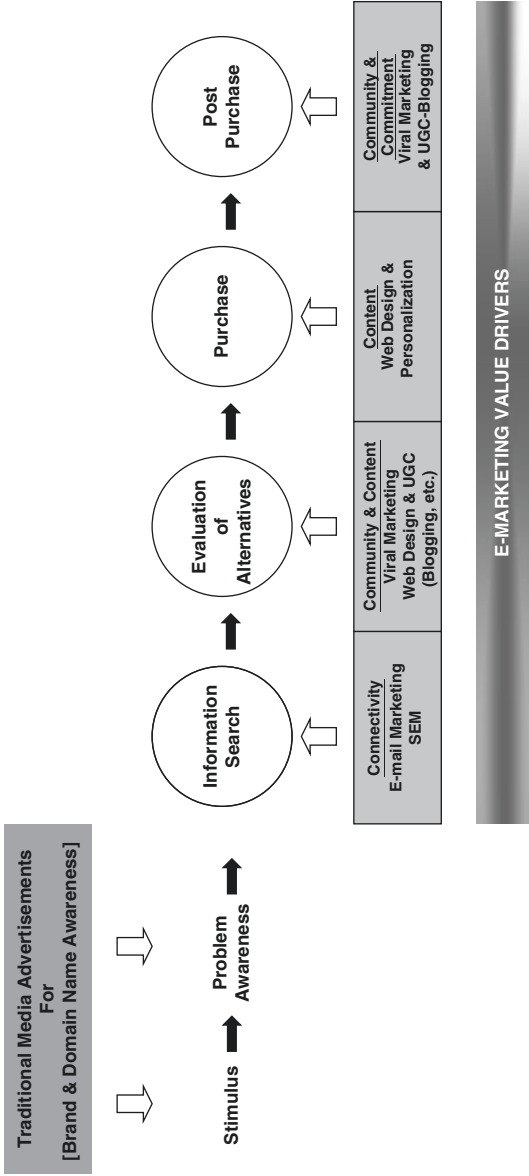 Traditional Media Advertisements
For
[Brand & Domain Name Awareness]
Stimulus
Problem
Awareness
Information
Search
Evaluation
of
Alternatives
Purchase
Post
Purchase
Connectivity
E-mail Marketing
SEM
Community & Content
Viral Marketing
Web Design & UGC
(Blogging, etc.)
Content
Web Design &
Personalization
Community &
Commitment
Viral Marketing
& UGC-Blogging
E-MARKETING VALUE DRIVERS